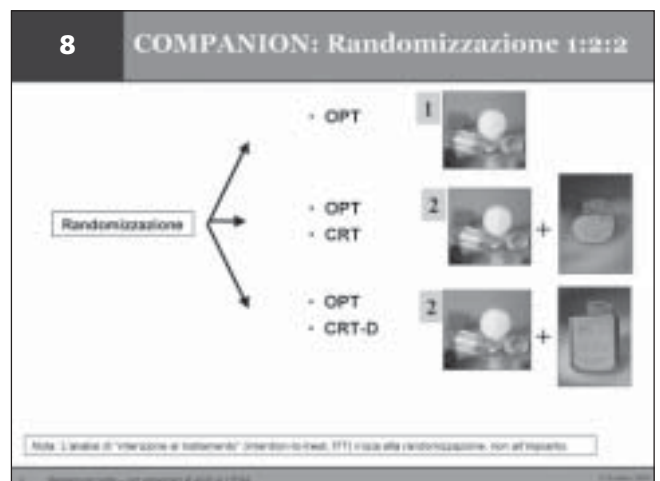 8
COMPANION: Randomizzazione 1:2:2
• OPT
1
Randomizzazione
• OPT
• CRT
2
+
• OPT
• CRT-D
2
+
Nota: L'analisi di "intenzione al trattamento" (intention-to-treat, ITT) inizia alla randomizzazione, non all'impianto.